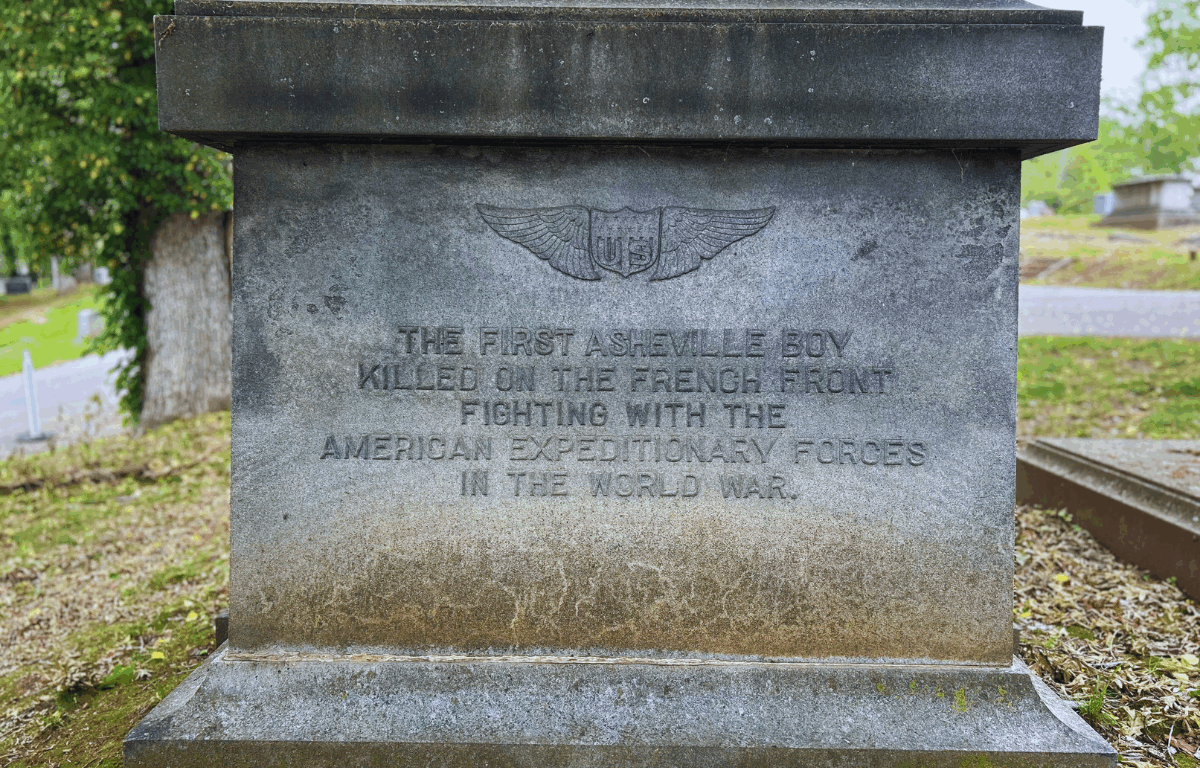 US
THE FIRST ASHEVILLE BOY
KILLED ON THE FRENCH FRONT
FIGHTING WITH THE
AMERICAN EXPEDITIONARY FORCES
IN THE WORLD WAR.